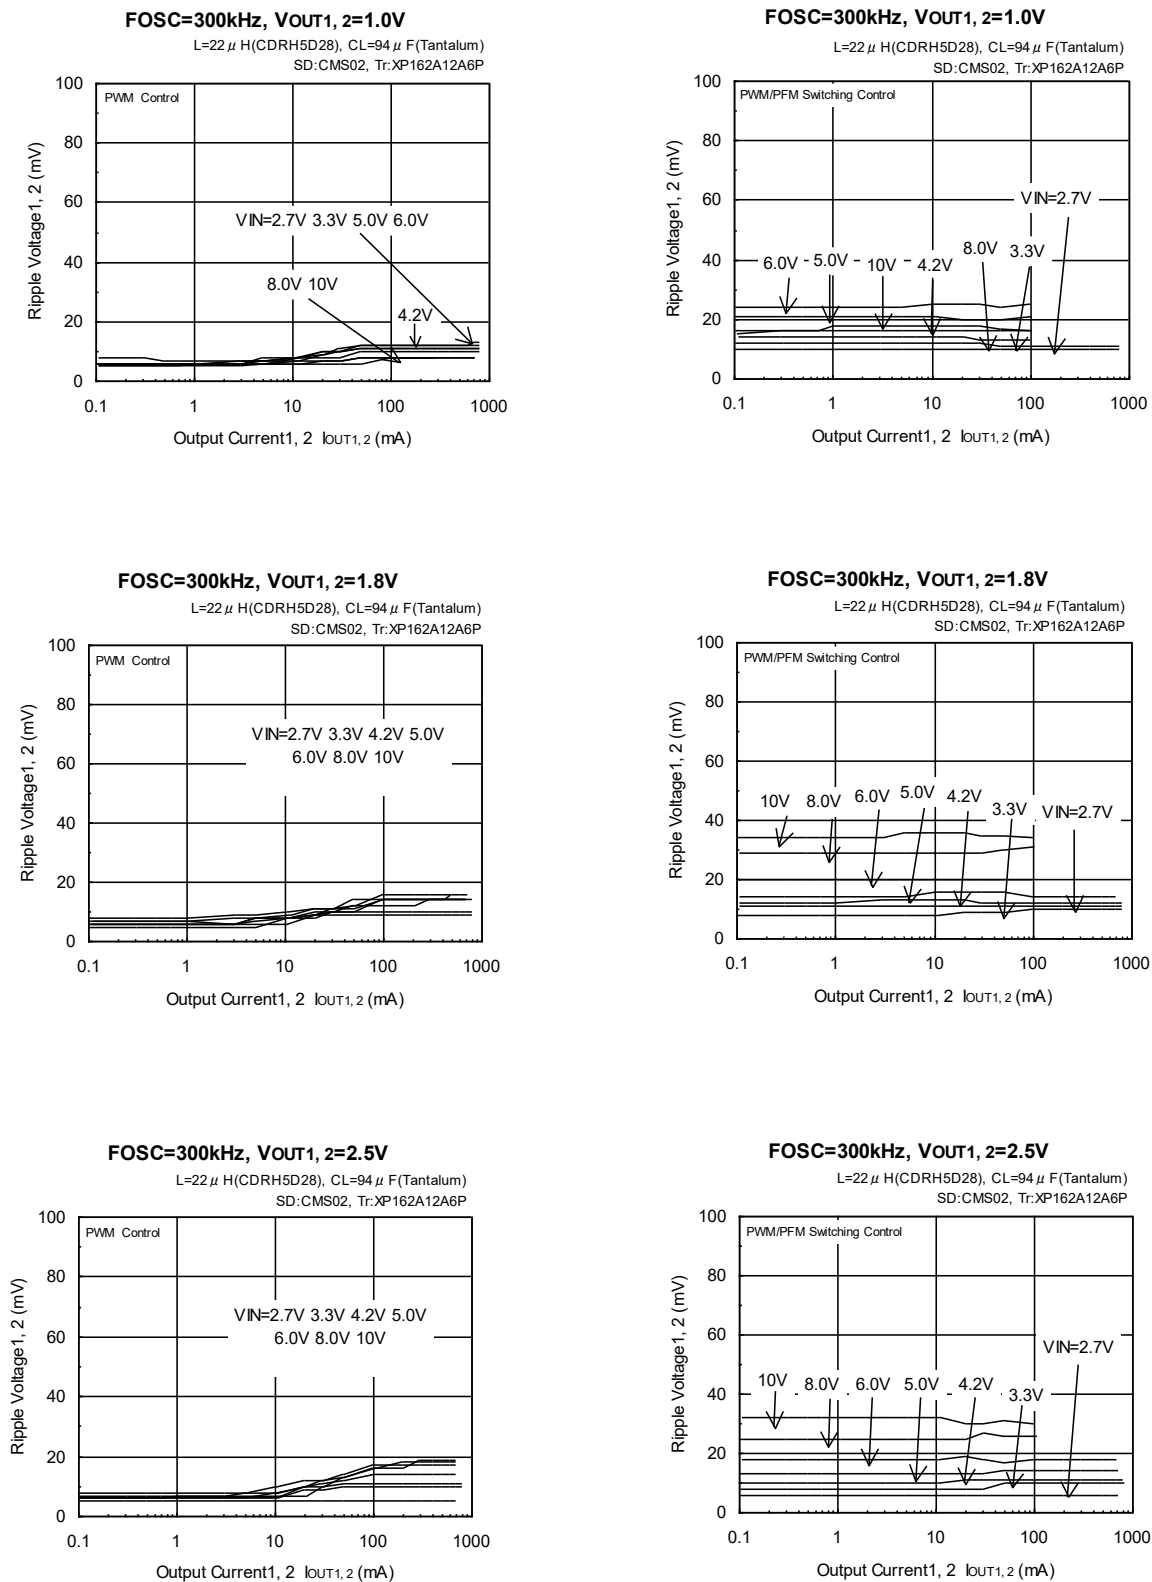 FOSC=300kHz, VOUT1, 2=1.0V
L=22 μ H(CDRH5D28), CL=94 μ F(Tantalum)
SD:CMS02, Tr:XP162A12A6P
PWM Control
Ripple Voltage1, 2 (mV)
100
80
60
40
20
0
VIN=2.7V 3.3V 5.0V 6.0V
8.0V 10V
4.2V
0.1 1 10 100 1000
Output Current1, 2 IOUT1, 2 (mA)
FOSC=300kHz, VOUT1, 2=1.0V
L=22 μ H(CDRH5D28), CL=94 μ F(Tantalum)
SD:CMS02, Tr:XP162A12A6P
PWM/PFM Switching Control
Ripple Voltage1, 2 (mV)
100
80
60
40
20
0
VIN=2.7V
6.0V 5.0V 10V 4.2V 8.0V 3.3V
0.1 1 10 100 1000
Output Current1, 2 IOUT1, 2 (mA)
FOSC=300kHz, VOUT1, 2=1.8V
L=22 μ H(CDRH5D28), CL=94 μ F(Tantalum)
SD:CMS02, Tr:XP162A12A6P
PWM Control
Ripple Voltage1, 2 (mV)
100
80
60
40
20
0
VIN=2.7V 3.3V 4.2V 5.0V
6.0V 8.0V 10V
0.1 1 10 100 1000
Output Current1, 2 IOUT1, 2 (mA)
FOSC=300kHz, VOUT1, 2=1.8V
L=22 μ H(CDRH5D28), CL=94 μ F(Tantalum)
SD:CMS02, Tr:XP162A12A6P
PWM/PFM Switching Control
Ripple Voltage1, 2 (mV)
100
80
60
40
20
0
10V 8.0V 6.0V 5.0V 4.2V 3.3V VIN=2.7V
0.1 1 10 100 1000
Output Current1, 2 IOUT1, 2 (mA)
FOSC=300kHz, VOUT1, 2=2.5V
L=22 μ H(CDRH5D28), CL=94 μ F(Tantalum)
SD:CMS02, Tr:XP162A12A6P
PWM Control
Ripple Voltage1, 2 (mV)
100
80
60
40
20
0
VIN=2.7V 3.3V 4.2V 5.0V
6.0V 8.0V 10V
0.1 1 10 100 1000
Output Current1, 2 IOUT1, 2 (mA)
FOSC=300kHz, VOUT1, 2=2.5V
L=22 μ H(CDRH5D28), CL=94 μ F(Tantalum)
SD:CMS02, Tr:XP162A12A6P
PWM/PFM Switching Control
Ripple Voltage1, 2 (mV)
100
80
60
40
20
0
VIN=2.7V
10V 8.0V 6.0V 5.0V 4.2V 3.3V
0.1 1 10 100 1000
Output Current1, 2 IOUT1, 2 (mA)